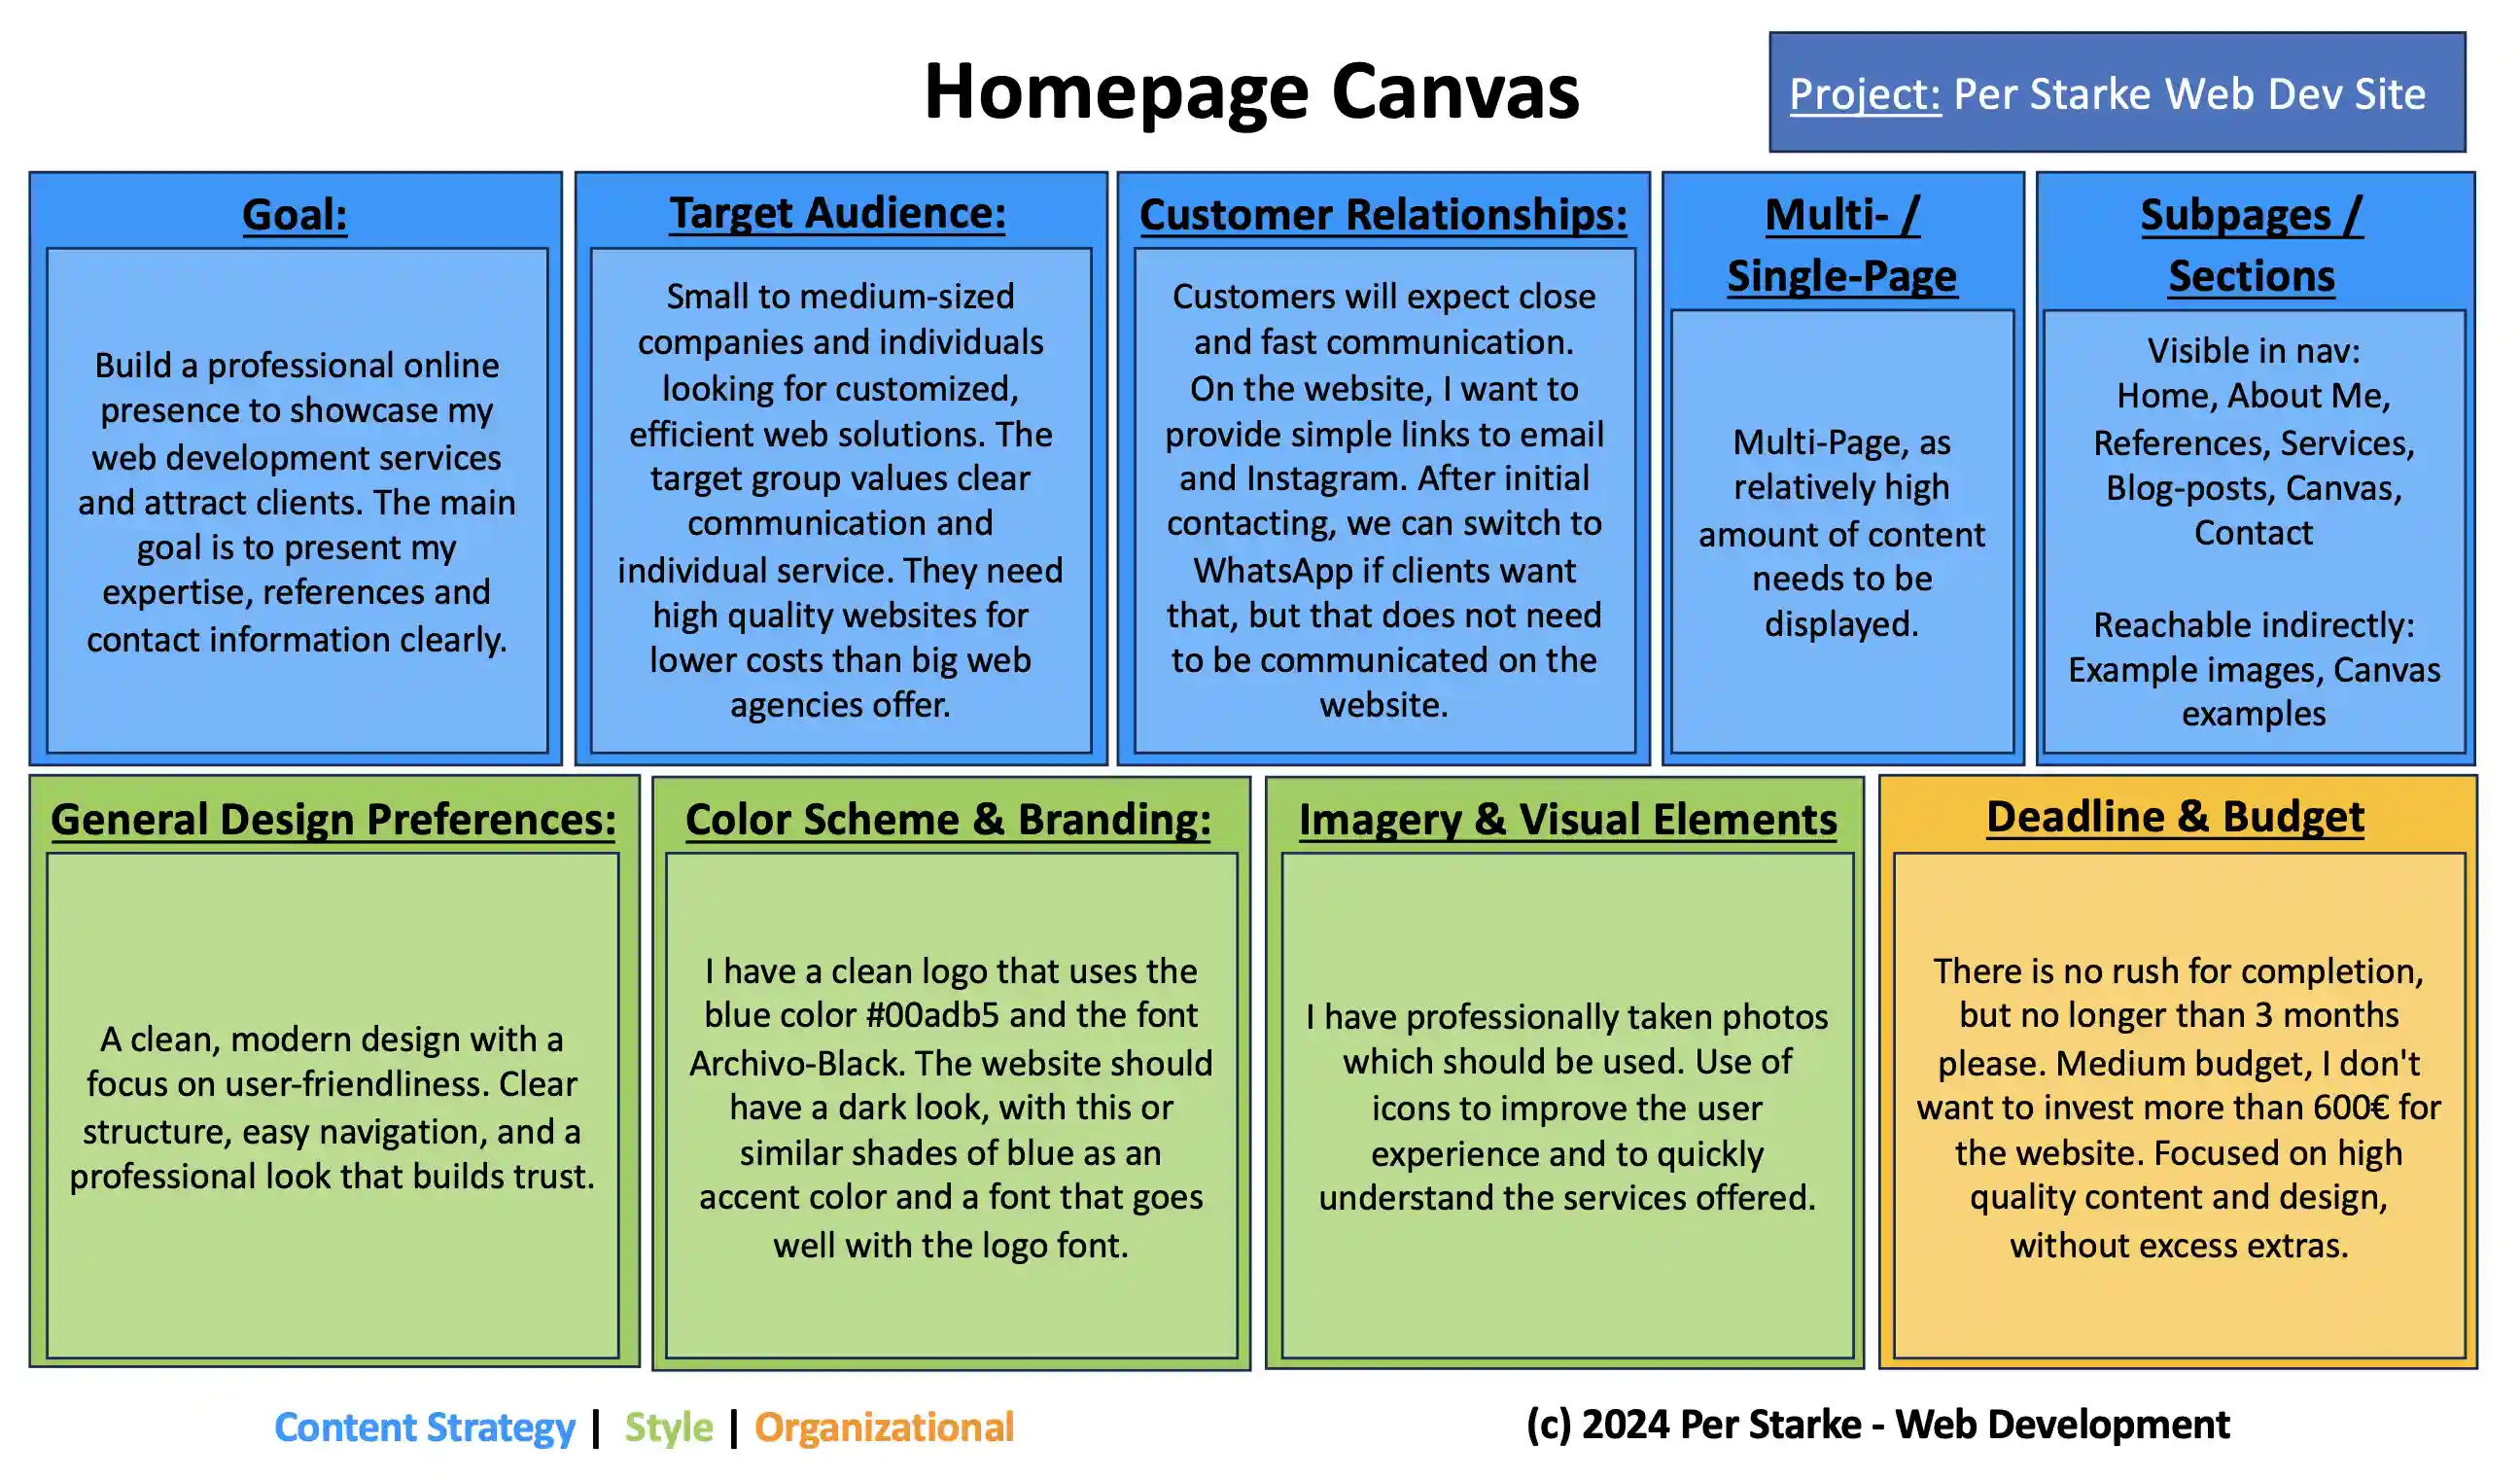 Homepage Canvas
Project: Per Starke Web Dev Site
Goal:
Build a professional online
presence to showcase my
web development services
and attract clients. The main
goal is to present my
expertise, references and
contact information clearly.
Target Audience:
Small to medium-sized
companies and individuals
looking for customized,
efficient web solutions. The
target group values clear
communication and
individual service. They need
high quality websites for
lower costs than big web
agencies offer.
Customer Relationships:
Customers will expect close
and fast communication.
On the website, I want to
provide simple links to email
and Instagram. After initial
contacting, we can switch to
WhatsApp if clients want
that, but that does not need
to be communicated on the
website.
Multi- /
Single-Page
Multi-Page, as
relatively high
amount of content
needs to be
displayed.
Subpages /
Sections
Visible in nav:
Home, About Me,
References, Services,
Blog-posts, Canvas,
Contact
Reachable indirectly:
Example images, Canvas
examples
General Design Preferences:
A clean, modern design with a
focus on user-friendliness. Clear
structure, easy navigation, and a
professional look that builds trust.
Color Scheme & Branding:
I have a clean logo that uses the
blue color #00adb5 and the font
Archivo-Black. The website should
have a dark look, with this or
similar shades of blue as an
accent color and a font that goes
well with the logo font.
Imagery & Visual Elements
I have professionally taken photos
which should be used. Use of
icons to improve the user
experience and to quickly
understand the services offered.
Deadline & Budget
There is no rush for completion,
but no longer than 3 months
please. Medium budget, I don't
want to invest more than 600€ for
the website. Focused on high
quality content and design,
without excess extras.
Content Strategy | Style | Organizational
(c) 2024 Per Starke - Web Development